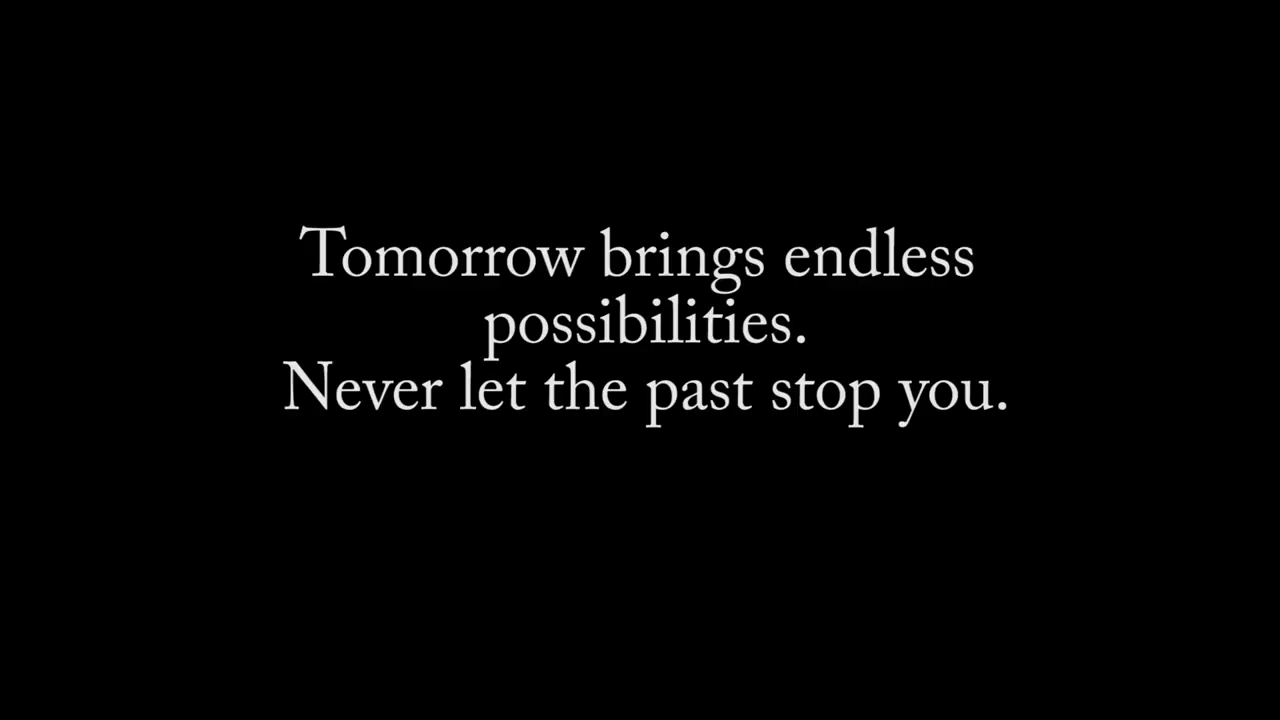 Tomorrow brings endless
possibilities.
Never let the past stop you.